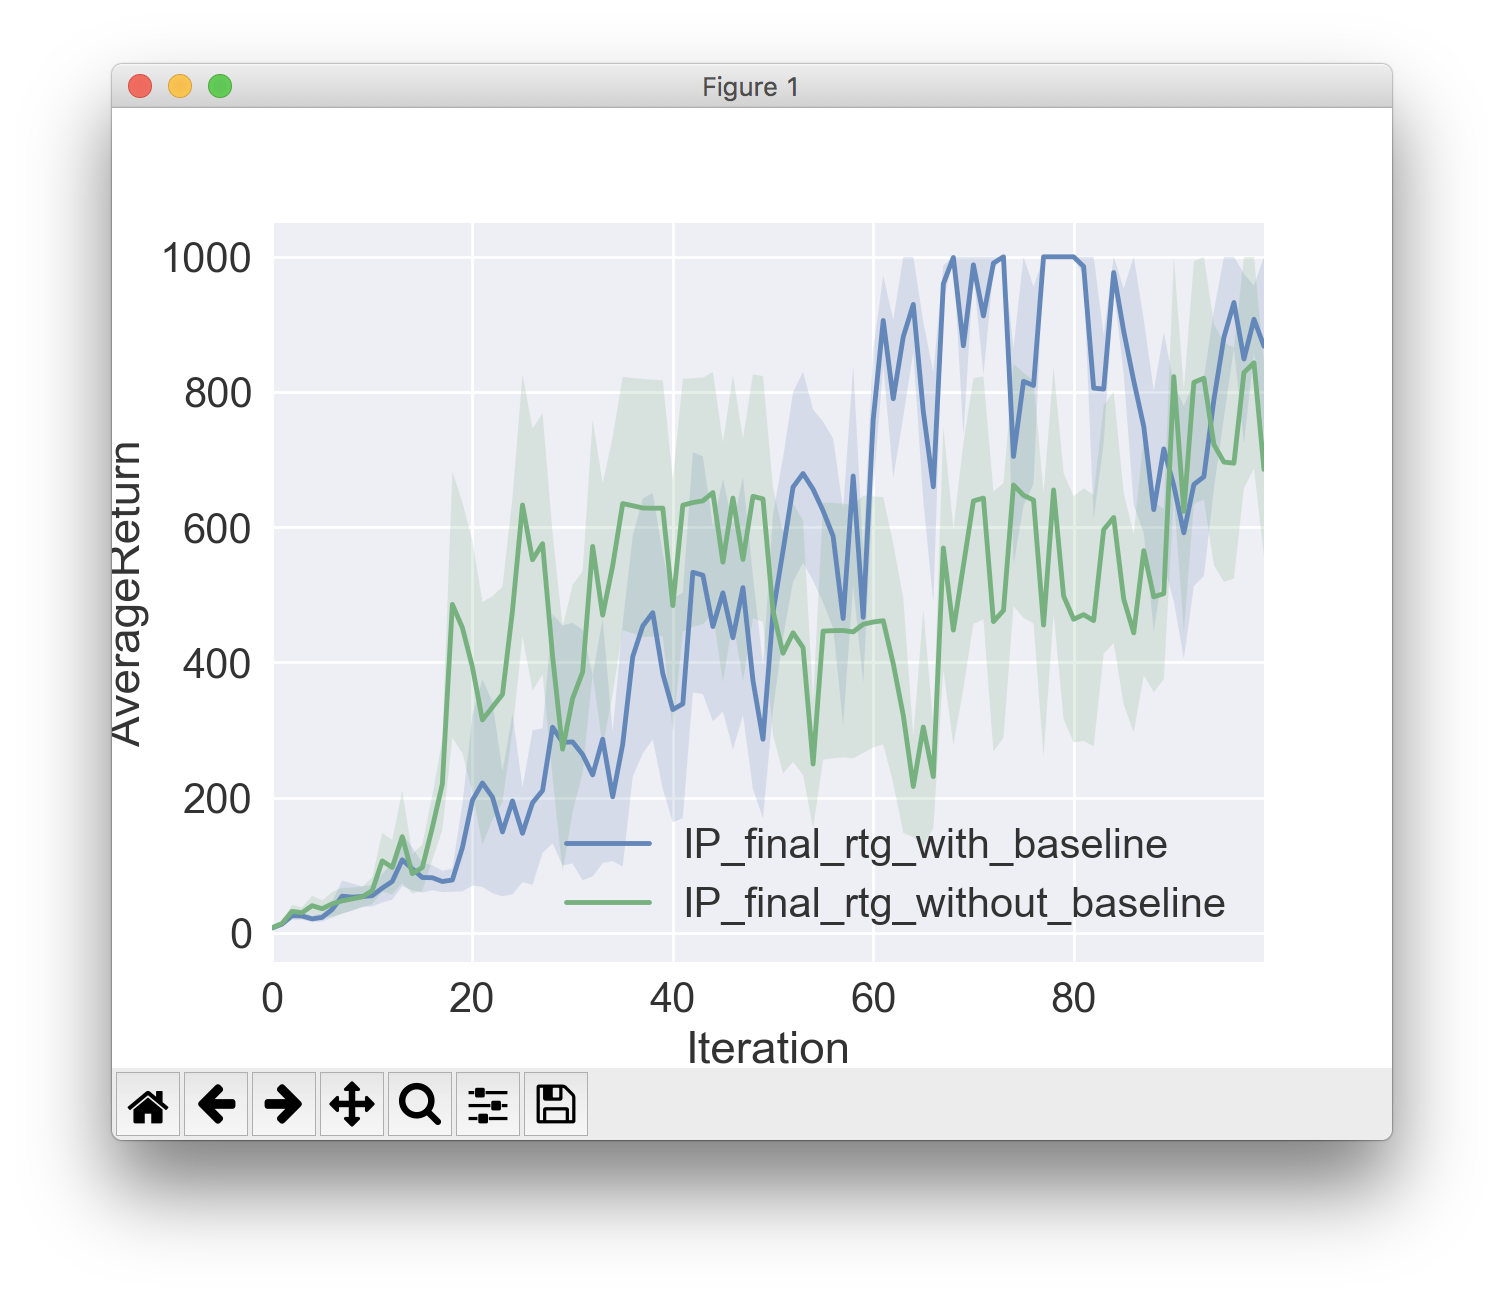 Figure 1
1000
800
600
400
200
0
AverageReturn
IP_final_rtg_with_baseline
IP_final_rtg_without_baseline
0 20 40 60 80
Iteration